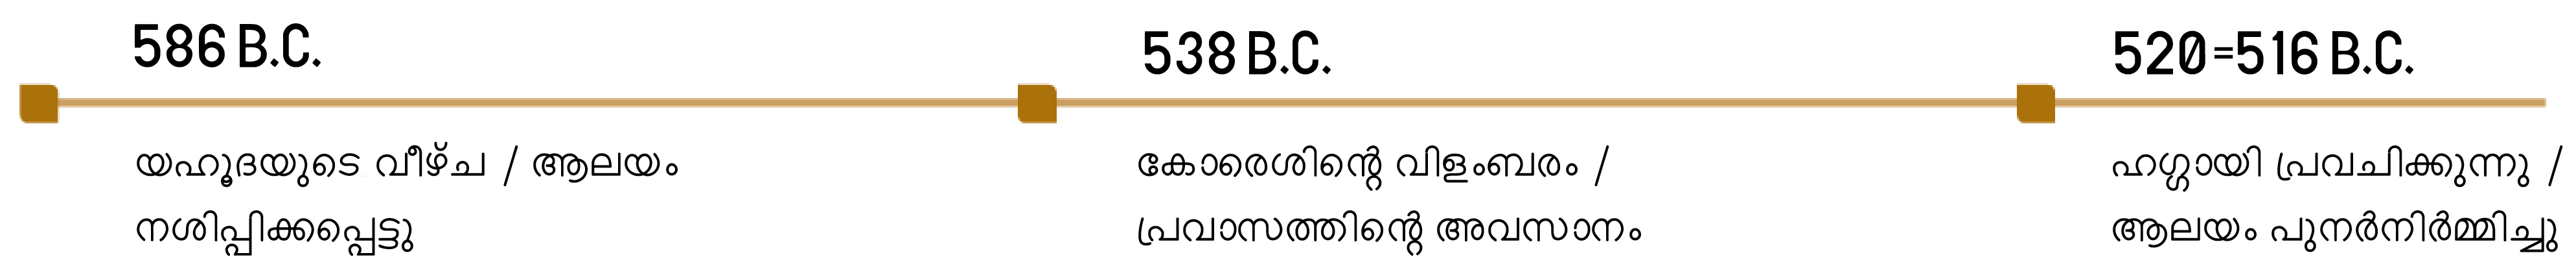 586 B.C.
യഹൂദയുടെ വീഴ്ച / ആലയം
നശിപ്പിക്കപ്പെട്ടു
538 B.C.
കോരെശിന്റെ വിളംബരം /
പ്രവാസത്തിന്റെ അവസാനം
520=516 B.C.
ഹഗ്ഗായി പ്രവചിക്കുന്നു /
ആലയം പുനർനിർമ്മിച്ചു